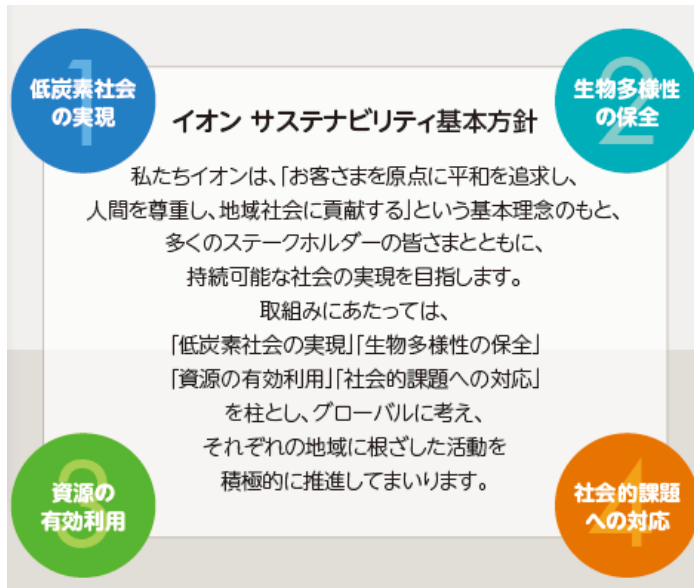 1
低炭素社会
の実現
2
生物多様性
の保全
イオン サステナビリティ基本方針
私たちイオンは、「お客さまを原点に平和を追求し、
人間を尊重し、地域社会に貢献する」という基本理念のもと、
多くのステークホルダーの皆さまとともに、
持続可能な社会の実現を目指します。
取組みにあたっては、
「低炭素社会の実現」「生物多様性の保全」
「資源の有効利用」「社会的課題への対応」
を柱とし、グローバルに考え、
それぞれの地域に根ざした活動を
積極的に推進してまいります。
3
資源の
有効利用
4
社会的課題
への対応